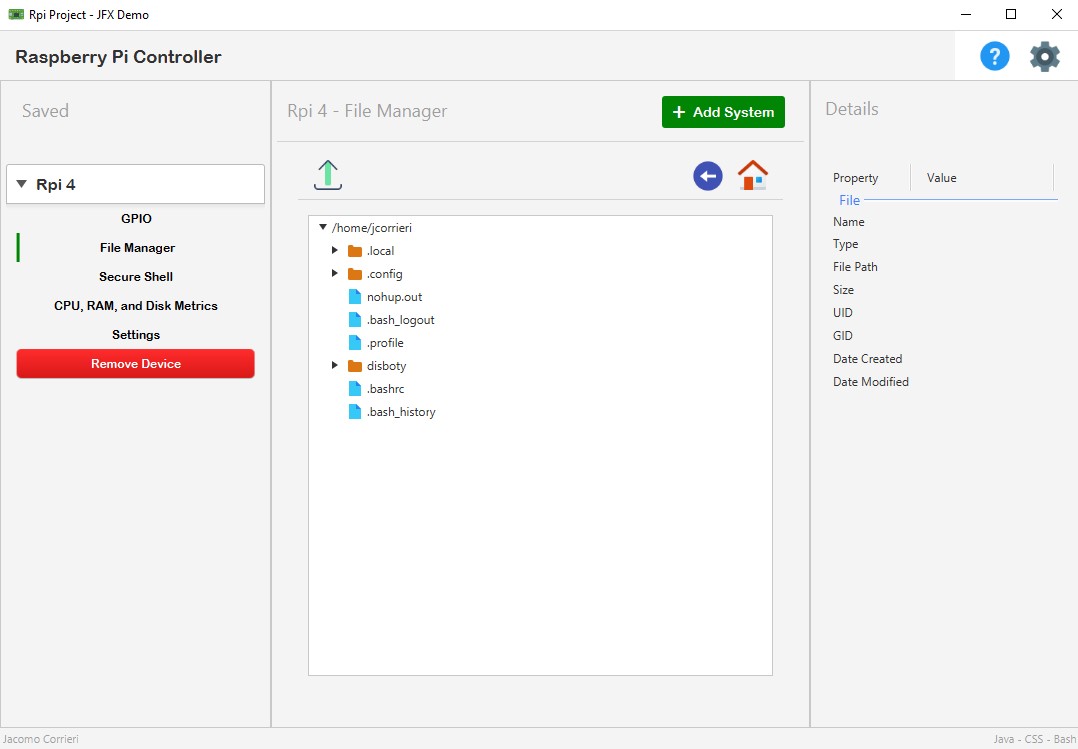 Rpi Project - JFX Demo
Raspberry Pi Controller
?
Saved
Rpi 4
GPIO
File Manager
Secure Shell
CPU, RAM, and Disk Metrics
Settings
Remove Device
Rpi 4 - File Manager
+ Add System
/home/jcorrieri
.local
.config
nohup.out
.bash_logout
.profile
disboty
.bashrc
.bash_history
Details
Property Value
File
Name
Type
File Path
Size
UID
GID
Date Created
Date Modified
Jacomo Corrieri
Java - CSS - Bash